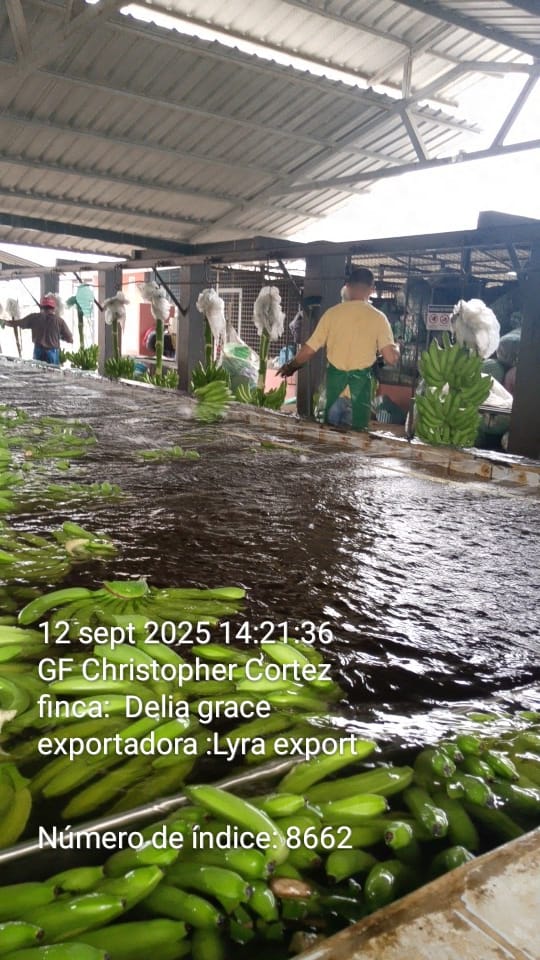 12 sept 2025 14:21:36
GF Christopher Cortez
finca:  Delia grace
exportadora :Lyra export
Número de índice: 8662